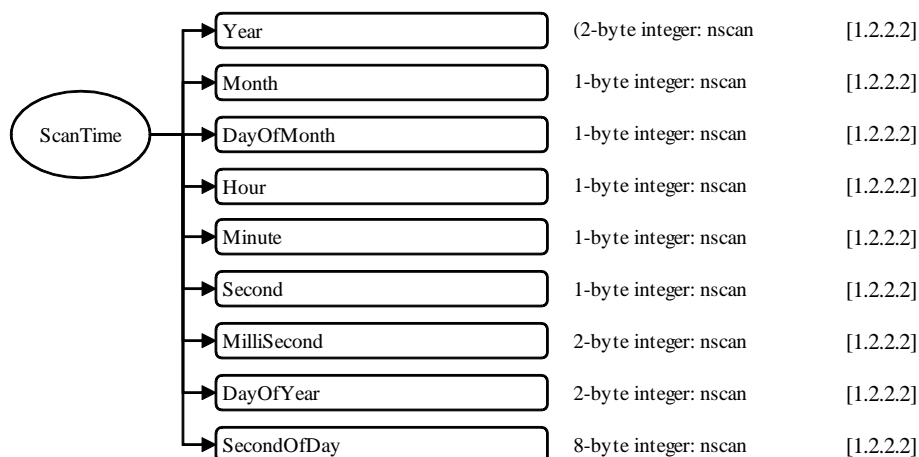 Year (2-byte integer: nscan [1.2.2.2]
Month 1-byte integer: nscan [1.2.2.2]
ScanTime DayOfMonth 1-byte integer: nscan [1.2.2.2]
Hour 1-byte integer: nscan [1.2.2.2]
Minute 1-byte integer: nscan [1.2.2.2]
Second 1-byte integer: nscan [1.2.2.2]
MilliSecond 2-byte integer: nscan [1.2.2.2]
DayOfYear 2-byte integer: nscan [1.2.2.2]
SecondOfDay 8-byte integer: nscan [1.2.2.2]